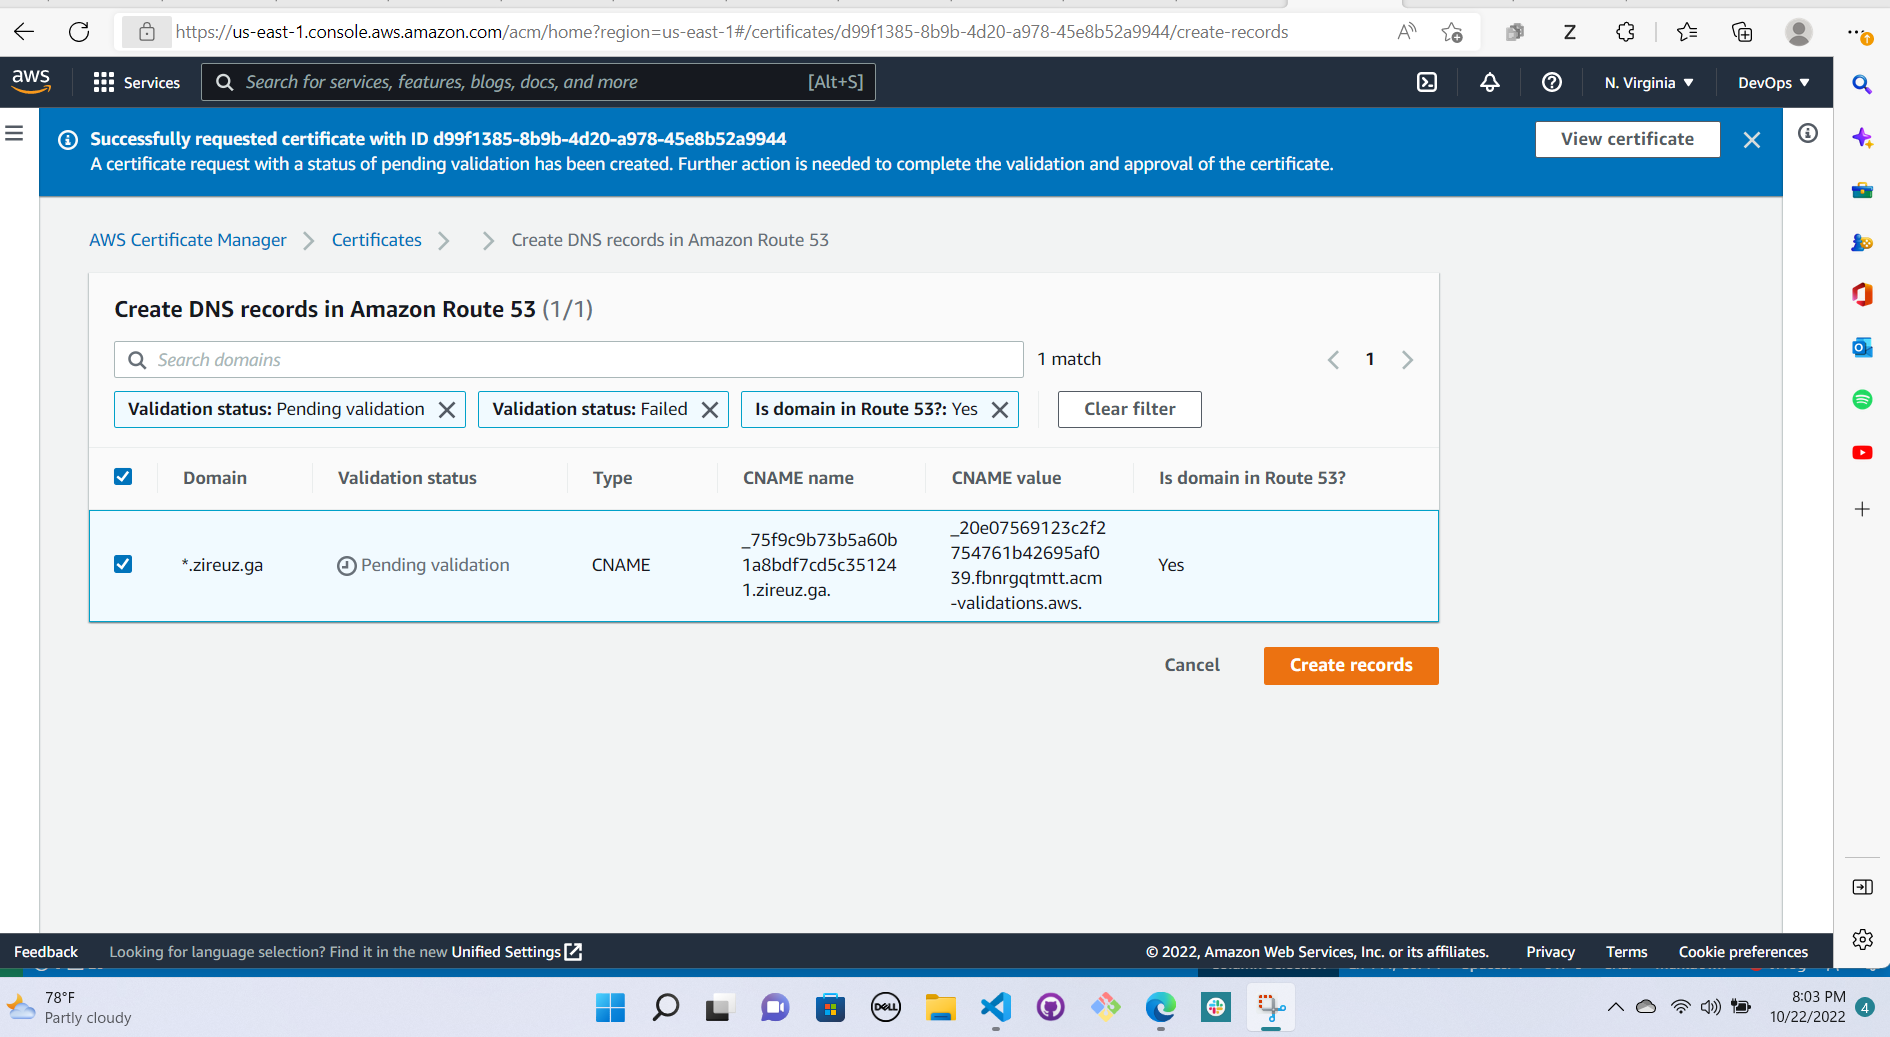 https://us-east-1.console.aws.amazon.com/acm/home?region=us-east-1#/certificates/d99f1385-8b9b-4d20-a978-45e8b52a9944/create-records
aws Services Search for services, features, blogs, docs, and more [Alt+S] N. Virginia ▼ DevOps ▼
Successfully requested certificate with ID d99f1385-8b9b-4d20-a978-45e8b52a9944
A certificate request with a status of pending validation has been created. Further action is needed to complete the validation and approval of the certificate.
View certificate
AWS Certificate Manager > Certificates > > Create DNS records in Amazon Route 53
Create DNS records in Amazon Route 53 (1/1)
Search domains 1 match 1
Validation status: Pending validation Validation status: Failed Is domain in Route 53?: Yes Clear filter
Domain Validation status Type CNAME name CNAME value Is domain in Route 53?
*.zireuz.ga Pending validation CNAME
_75f9c9b73b5a60b
1a8bdf7cd5c35124
1.zireuz.ga.
_20e07569123c2f2
754761b42695af0
39.fbnrgqtmtt.acm
-validations.aws.
Yes
Cancel Create records
Feedback Looking for language selection? Find it in the new Unified Settings © 2022, Amazon Web Services, Inc. or its affiliates. Privacy Terms Cookie preferences
78°F
Partly cloudy
DELL
8:03 PM
10/22/2022
4